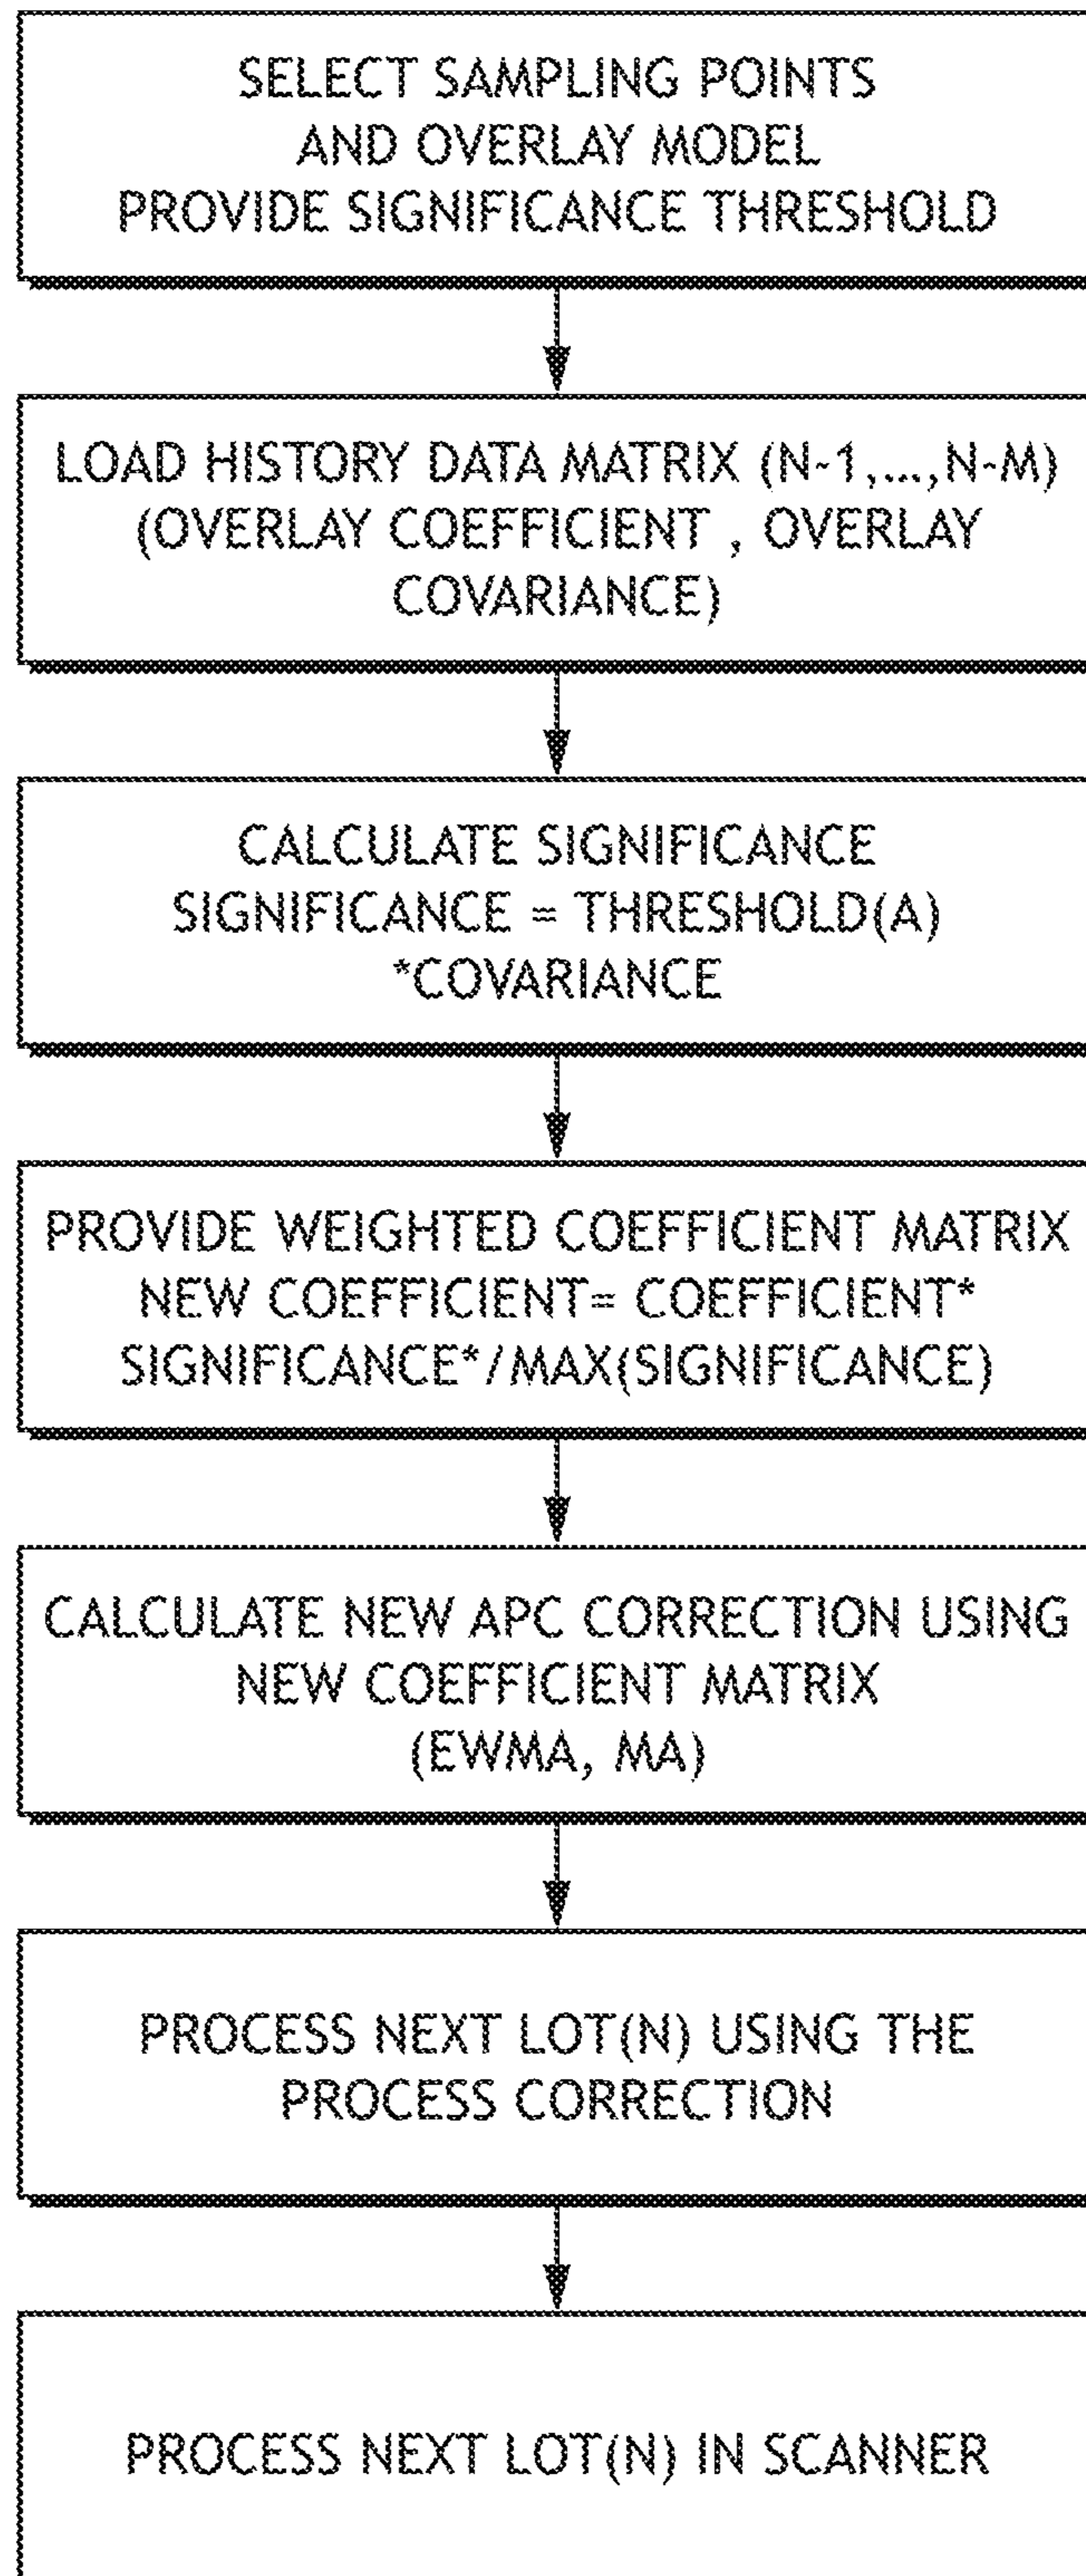 SELECT SAMPLING POINTS
AND OVERLAY MODEL
PROVIDE SIGNIFICANCE THRESHOLD
LOAD HISTORY DATA MATRIX (N-1,...,N-M)
(OVERLAY COEFFICIENT , OVERLAY
COVARIANCE)
CALCULATE SIGNIFICANCE
SIGNIFICANCE = THRESHOLD(A)
*COVARIANCE
PROVIDE WEIGHTED COEFFICIENT MATRIX
NEW COEFFICIENT= COEFFICIENT*
SIGNIFICANCE*/MAX(SIGNIFICANCE)
CALCULATE NEW APC CORRECTION USING
NEW COEFFICIENT MATRIX
(EWMA, MA)
PROCESS NEXT LOT(N) USING THE
PROCESS CORRECTION
PROCESS NEXT LOT(N) IN SCANNER